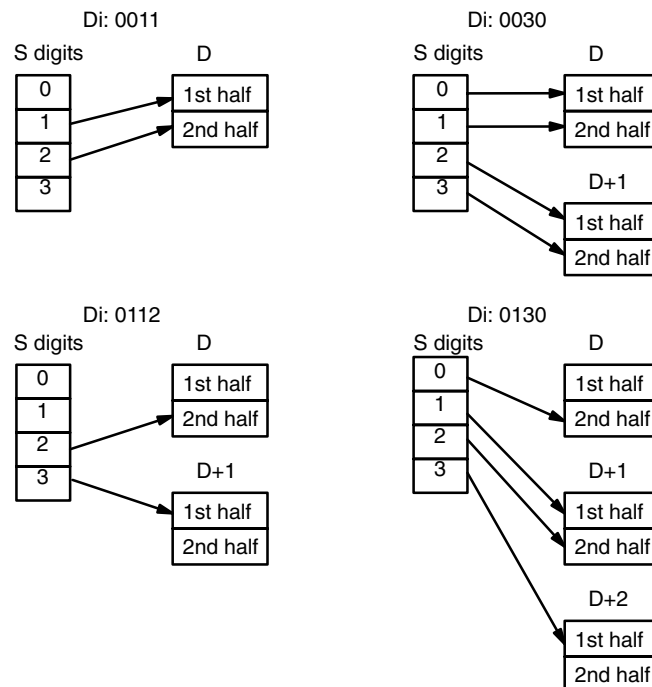 Di: 0011
S digits D
0
1
2
3
1st half
2nd half
Di: 0030
S digits D
0
1
2
3
1st half
2nd half
D+1
1st half
2nd half
Di: 0112
S digits D
0
1
2
3
1st half
2nd half
D+1
1st half
2nd half
Di: 0130
S digits D
0
1
2
3
1st half
2nd half
D+1
1st half
2nd half
D+2
1st half
2nd half